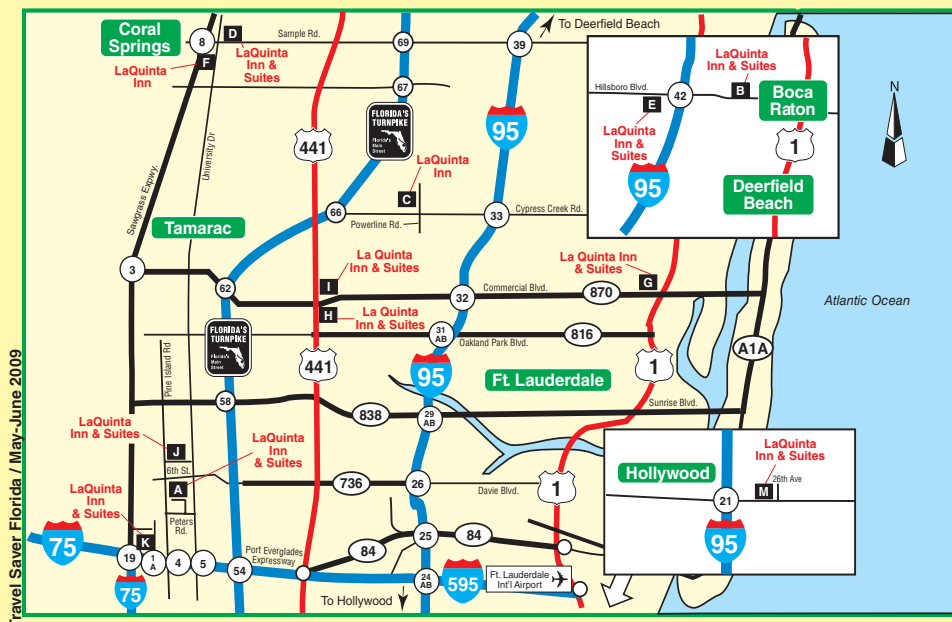 To Deerfield Beach
Coral
Springs
8
D
Sample Rd.
69
39
F
LaQuinta
Inn
LaQuinta
Inn &
Suites
67
FLORIDA'S
TURNPIKE
Florida's
Main
Street
95
441
University Dr
Sawgrass Expwy.
LaQuinta
Inn
C
66
Powerline Rd.
33
Cypress Creek Rd.
LaQuinta
Inn & Suites
Hillsboro Blvd.
42
B
E
Boca
Raton
LaQuinta
Inn &
Suites
1
95
Deerfield
Beach
N
Tamarac
3
62
I
La Quinta
Inn & Suites
H
La Quinta
Inn & Suites
32
Commercial Blvd.
870
La Quinta Inn
& Suites
G
Atlantic Ocean
FLORIDA'S
TURNPIKE
Florida's
Main
Street
31
AB
Oakland Park Blvd.
816
A1A
Pine Island Rd
441
95
1
Ft. Lauderdale
58
838
29
AB
Sunrise Blvd.
LaQuinta
Inn & Suites
J
6th St.
A
LaQuinta
Inn
& Suites
736
26
Davie Blvd.
1
Peters
Rd.
LaQuinta
Inn
& Suites
K
Hollywood
LaQuinta
Inn & Suites
26th Ave
M
21
95
75
19
1
A
4
5
54
Port Everglades
Expressway
84
25
84
24
AB
595
Ft. Lauderdale
Int'l Airport
75
To Hollywood
Travel Saver Florida / May-June 2009